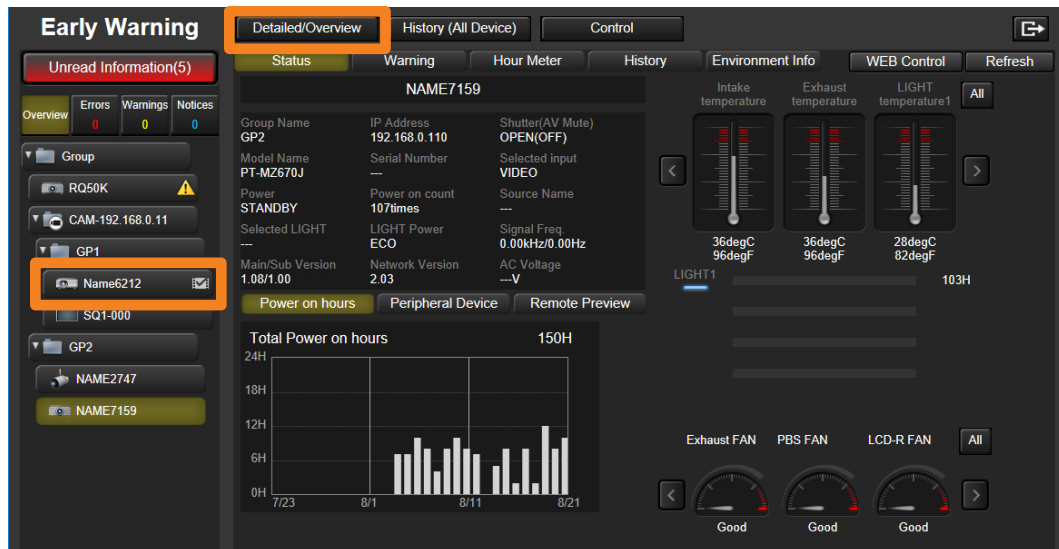 Early Warning
Detailed/Overview
History (All Device)
Control
Unread Information(5)
Status
Warning
Hour Meter
History
Environment Info
WEB Control
Refresh
Overview
Errors
0
Warnings
0
Notices
0
Group
RQ50K
CAM-192.168.0.11
GP1
Name6212
SQ1-000
GP2
NAME2747
NAME7159
NAME7159
Group Name
GP2
IP Address
192.168.0.110
Shutter(AV Mute)
OPEN(OFF)
Model Name
PT-MZ670J
Serial Number
---
Selected input
VIDEO
Power
STANDBY
Power on count
107times
Source Name
---
Selected LIGHT
---
LIGHT Power
ECO
Signal Freq.
0.00kHz/0.00Hz
Main/Sub Version
1.08/1.00
Network Version
2.03
AC Voltage
---V
Power on hours
Peripheral Device
Remote Preview
Total Power on hours
150H
24H
18H
12H
6H
0H
7/23
8/1
8/11
8/21
Intake
temperature
Exhaust
temperature
LIGHT
temperature1
All
<
>
36degC
96degF
36degC
96degF
28degC
82degF
LIGHT1
103H
Exhaust FAN
PBS FAN
LCD-R FAN
All
<
>
Good
Good
Good